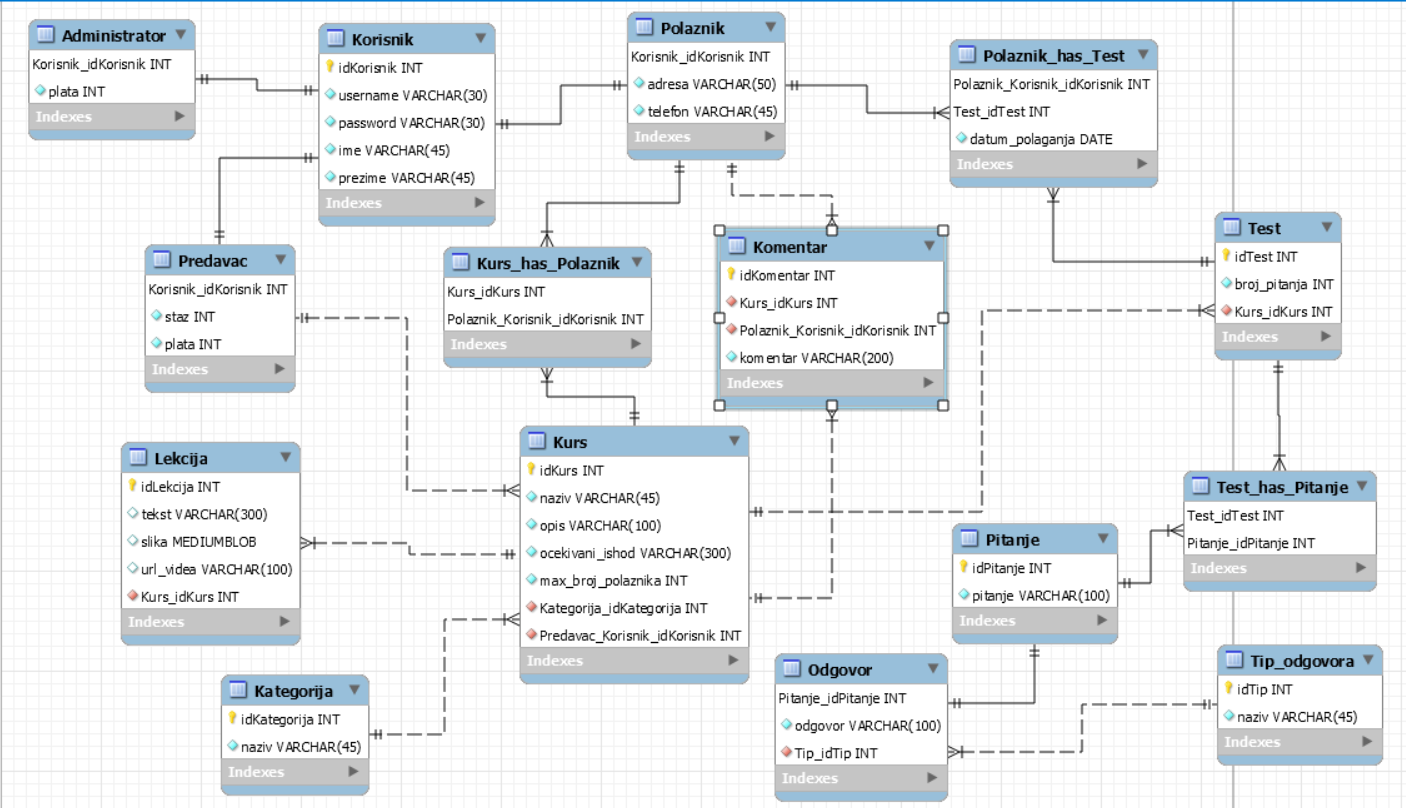 Administrator
Korisnik_idKorisnik INT
plata INT
Indexes
Korisnik
idKorisnik INT
username VARCHAR(30)
password VARCHAR(30)
ime VARCHAR(45)
prezime VARCHAR(45)
Indexes
Polaznik
Korisnik_idKorisnik INT
adresa VARCHAR(50)
telefon VARCHAR(45)
Indexes
Polaznik_has_Test
Polaznik_Korisnik_idKorisnik INT
Test_idTest INT
datum_polaganja DATE
Indexes
Predavac
Korisnik_idKorisnik INT
staz INT
plata INT
Indexes
Kurs_has_Polaznik
Kurs_idKurs INT
Polaznik_Korisnik_idKorisnik INT
Indexes
Komentar
idKomentar INT
Kurs_idKurs INT
Polaznik_Korisnik_idKorisnik INT
komentar VARCHAR(200)
Indexes
Test
idTest INT
broj_pitanja INT
Kurs_idKurs INT
Indexes
Lekcija
idLekcija INT
tekst VARCHAR(300)
slika MEDIUMBLOB
url_videa VARCHAR(100)
Kurs_idKurs INT
Indexes
Kurs
idKurs INT
naziv VARCHAR(45)
opis VARCHAR(100)
ocekivani_ishod VARCHAR(300)
max_broj_polaznika INT
Kategorija_idKategorija INT
Predavac_Korisnik_idKorisnik INT
Indexes
Test_has_Pitanje
Test_idTest INT
Pitanje_idPitanje INT
Indexes
Pitanje
idPitanje INT
pitanje VARCHAR(100)
Indexes
Kategorija
idKategorija INT
naziv VARCHAR(45)
Indexes
Odgovor
Pitanje_idPitanje INT
odgovor VARCHAR(100)
Tip_idTip INT
Indexes
Tip_odgovora
idTip INT
naziv VARCHAR(45)
Indexes